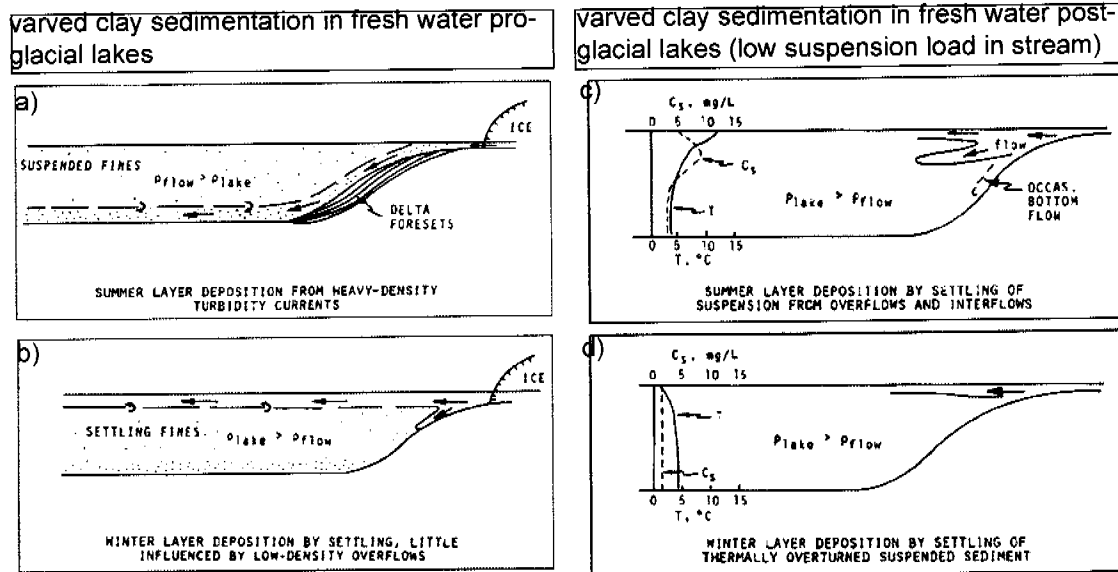 varved clay sedimentation in fresh water pro-
glacial lakes
a)
ICE
SUSPENDED FINES
ρflow > ρlake
DELTA
FORESETS
SUMMER LAYER DEPOSITION FROM HEAVY-DENSITY
TURBIDITY CURRENTS
b)
ICE
SETTLING FINES
ρlake > ρflow
WINTER LAYER DEPOSITION BY SETTLING, LITTLE
INFLUENCED BY LOW-DENSITY OVERFLOWS
varved clay sedimentation in fresh water post-
glacial lakes (low suspension load in stream)
c)
Cs, mg/L
0 5 10 15
flow
Cs
ρlake > ρflow
OCCAS.
BOTTOM
FLOW
T
0 5 10 15
T, °C
SUMMER LAYER DEPOSITION BY SETTLING OF
SUSPENSION FROM OVERFLOWS AND INTERFLOWS
d)
Cs, mg/L
0 5 10 15
T
ρlake > ρflow
Cs
0 5 10 15
T, °C
WINTER LAYER DEPOSITION BY SETTLING OF
THERMALLY OVERTURNED SUSPENDED SEDIMENT